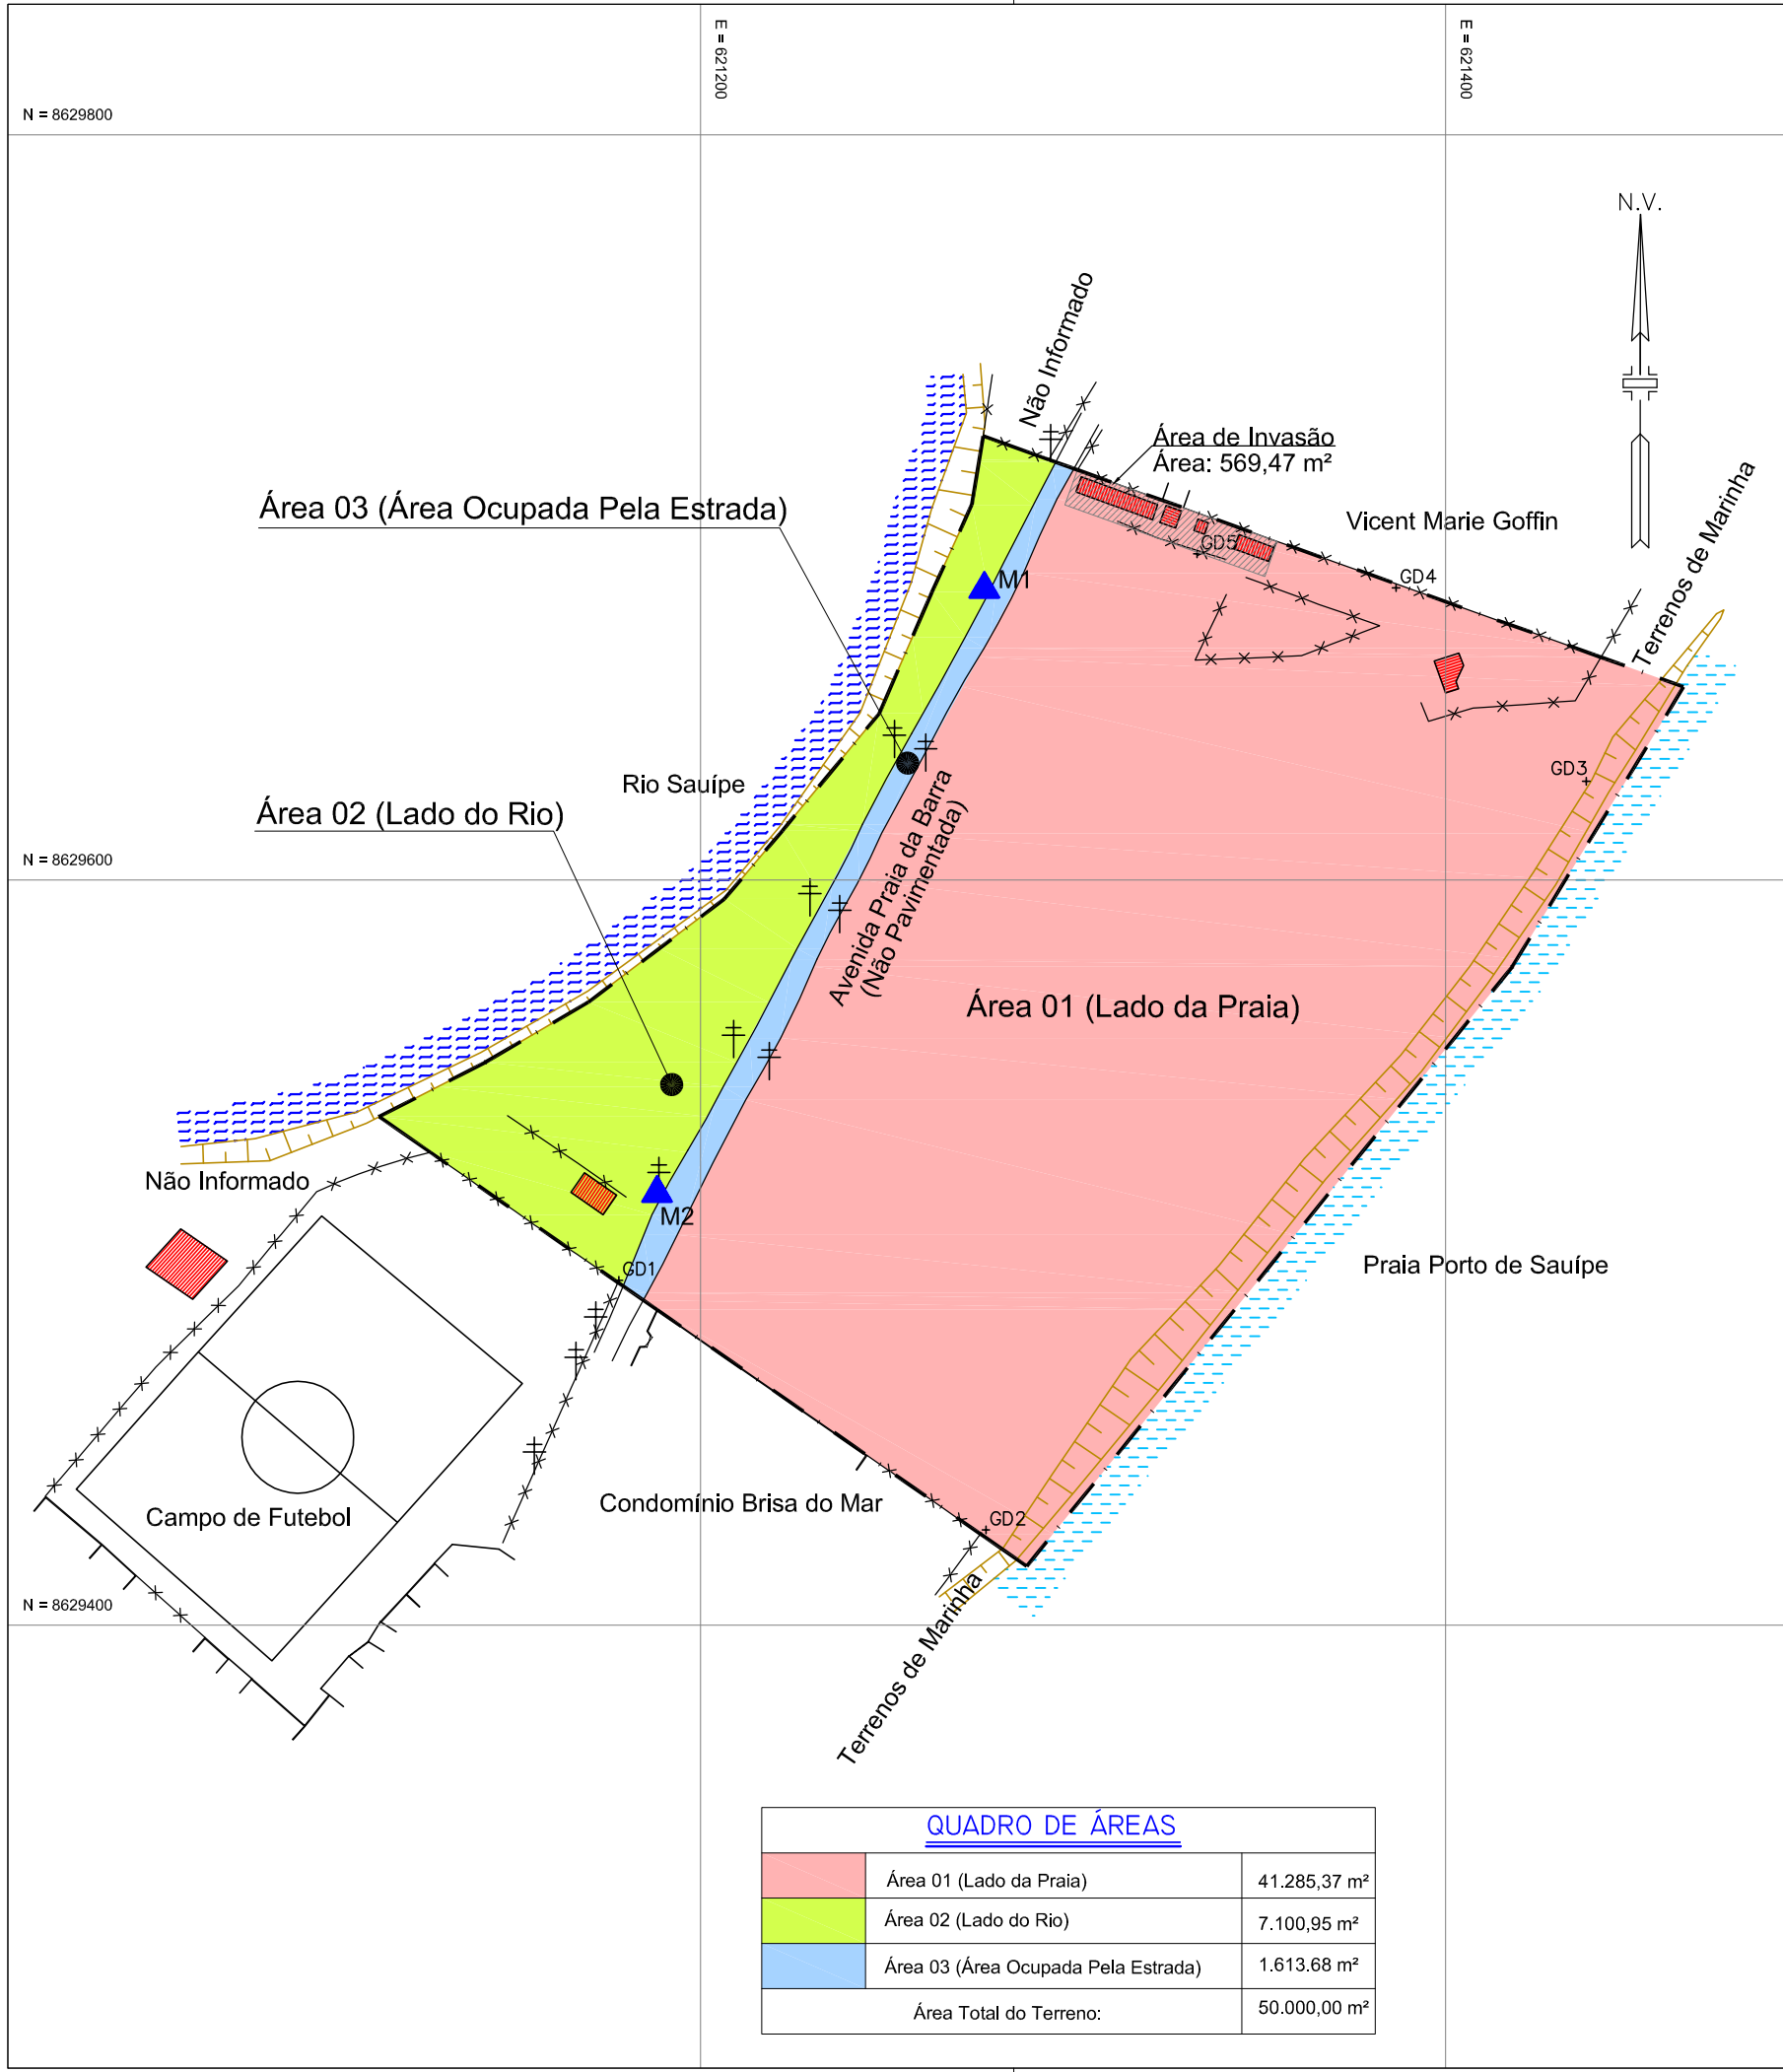 E = 621200
E = 621400
N = 8629800
N.V.
Não Informado
Área de Invasão
Área: 569,47 m²
Área 03 (Área Ocupada Pela Estrada)
Vicent Marie Goffin
Terrenos de Marinha
GD5
GD4
M1
GD3
Rio Sauípe
Área 02 (Lado do Rio)
Avenida Praia da Barra
(Não Pavimentada)
N = 8629600
Área 01 (Lado da Praia)
Não Informado
M2
GD1
Praia Porto de Sauípe
Condomínio Brisa do Mar
Campo de Futebol
GD2
Terrenos de Marinha
N = 8629400
QUADRO DE ÁREAS
Área 01 (Lado da Praia) 41.285,37 m²
Área 02 (Lado do Rio) 7.100,95 m²
Área 03 (Área Ocupada Pela Estrada) 1.613.68 m²
Área Total do Terreno: 50.000,00 m²